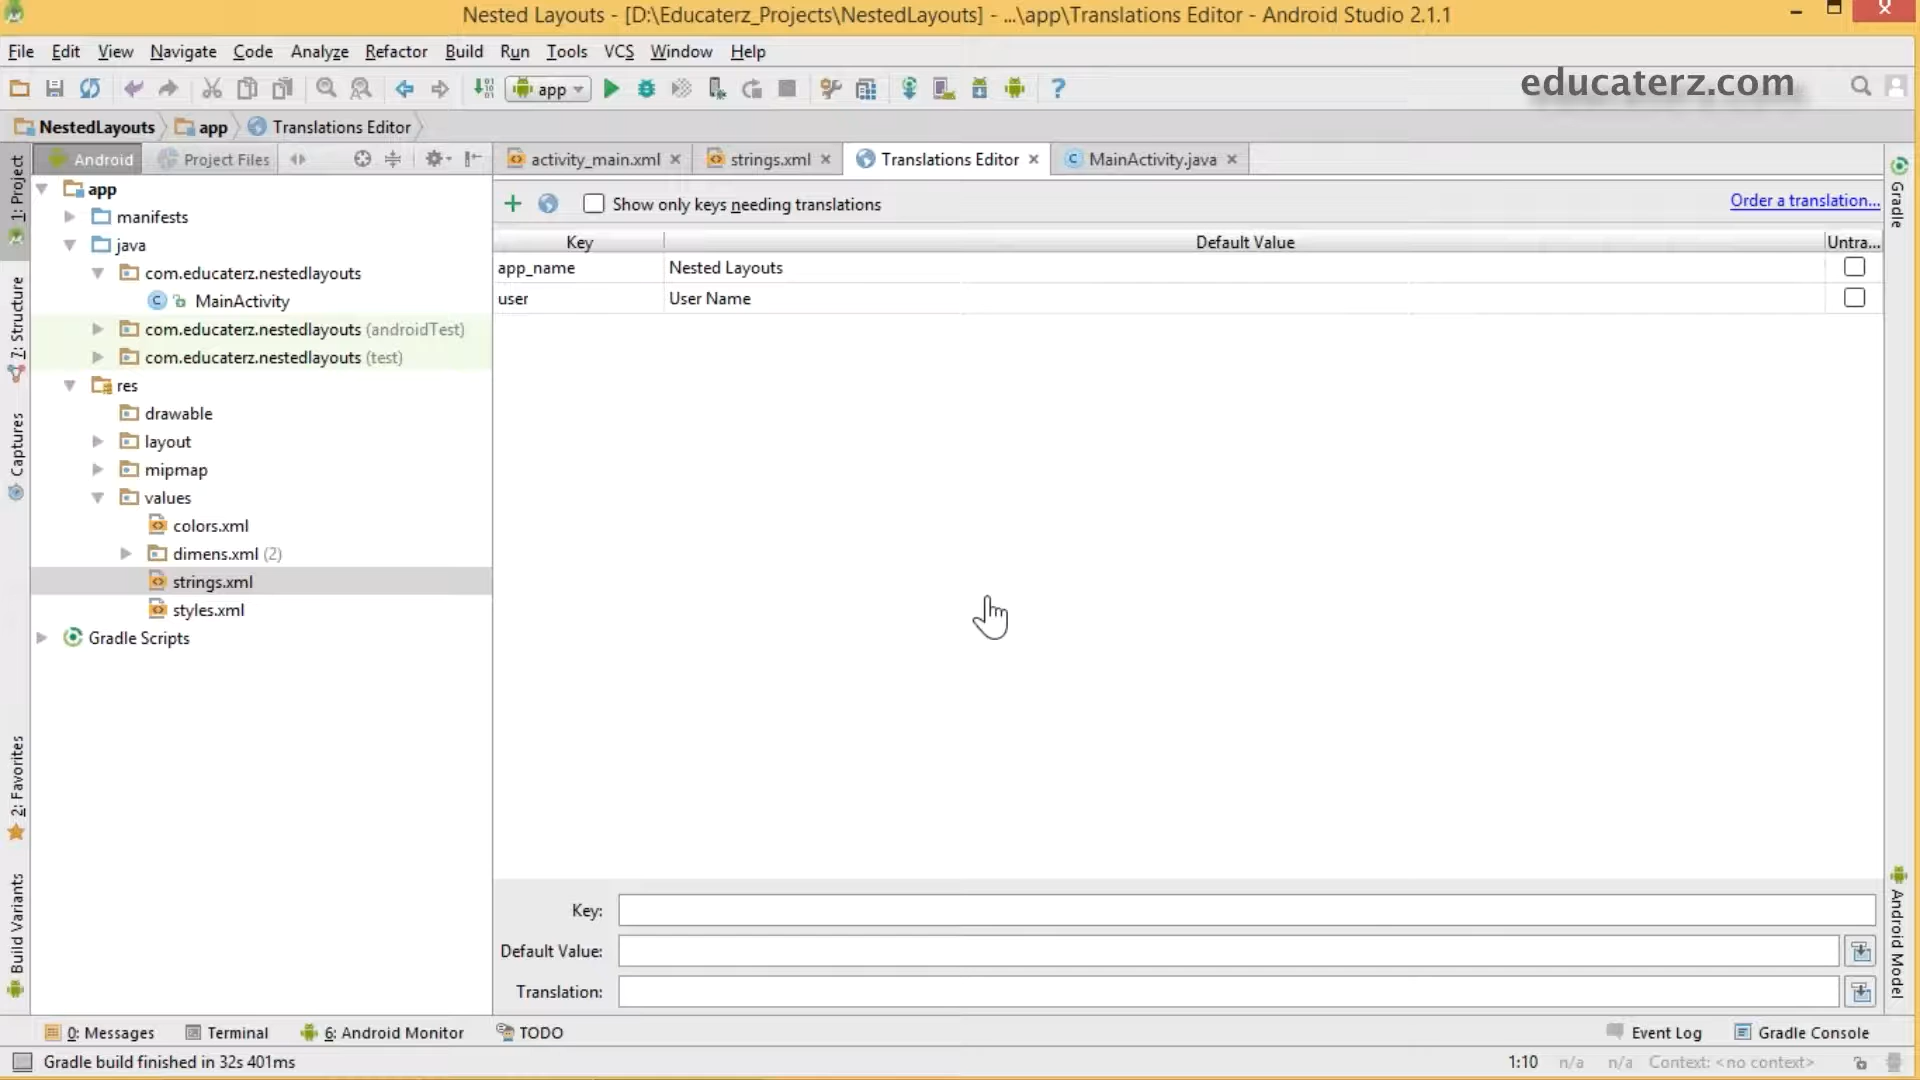 Nested Layouts - [D:\Educaterz_Projects\NestedLayouts] - ...\app\Translations Editor - Android Studio 2.1.1
File Edit View Navigate Code Analyze Refactor Build Run Tools VCS Window Help
app
educaterz.com
NestedLayouts app Translations Editor
Android Project Files
activity_main.xml strings.xml Translations Editor MainActivity.java
1: Project
7: Structure
Captures
2: Favorites
Build Variants
app
manifests
java
com.educaterz.nestedlayouts
MainActivity
com.educaterz.nestedlayouts (androidTest)
com.educaterz.nestedlayouts (test)
res
drawable
layout
mipmap
values
colors.xml
dimens.xml (2)
strings.xml
styles.xml
Gradle Scripts
Show only keys needing translations
Order a translation...
Key Default Value Untra...
app_name Nested Layouts
user User Name
Key:
Default Value:
Translation:
Gradle
Android Model
0: Messages Terminal 6: Android Monitor TODO Event Log Gradle Console
Gradle build finished in 32s 401ms 1:10 n/a n/a Context: <no context>